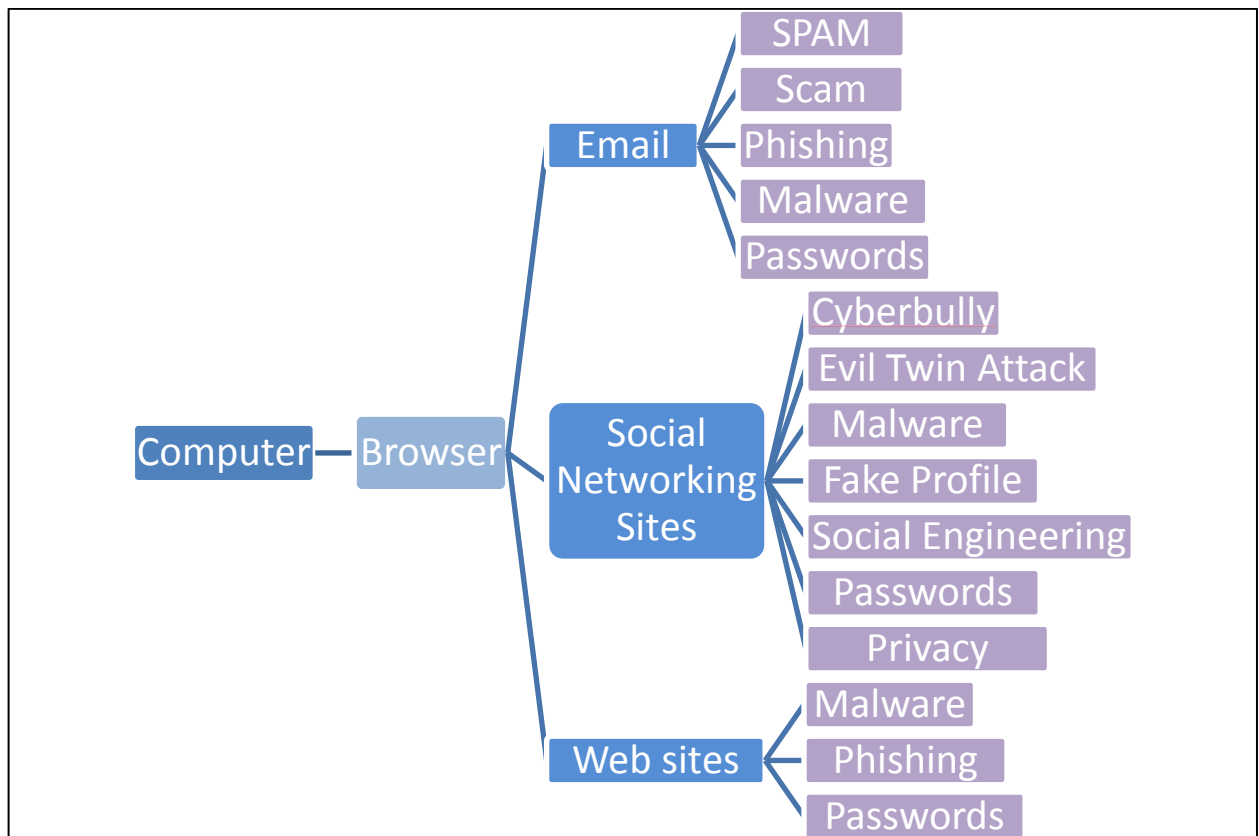 Computer
Browser
Email
SPAM
Scam
Phishing
Malware
Passwords
Social
Networking
Sites
Cyberbully
Evil Twin Attack
Malware
Fake Profile
Social Engineering
Passwords
Privacy
Web sites
Malware
Phishing
Passwords